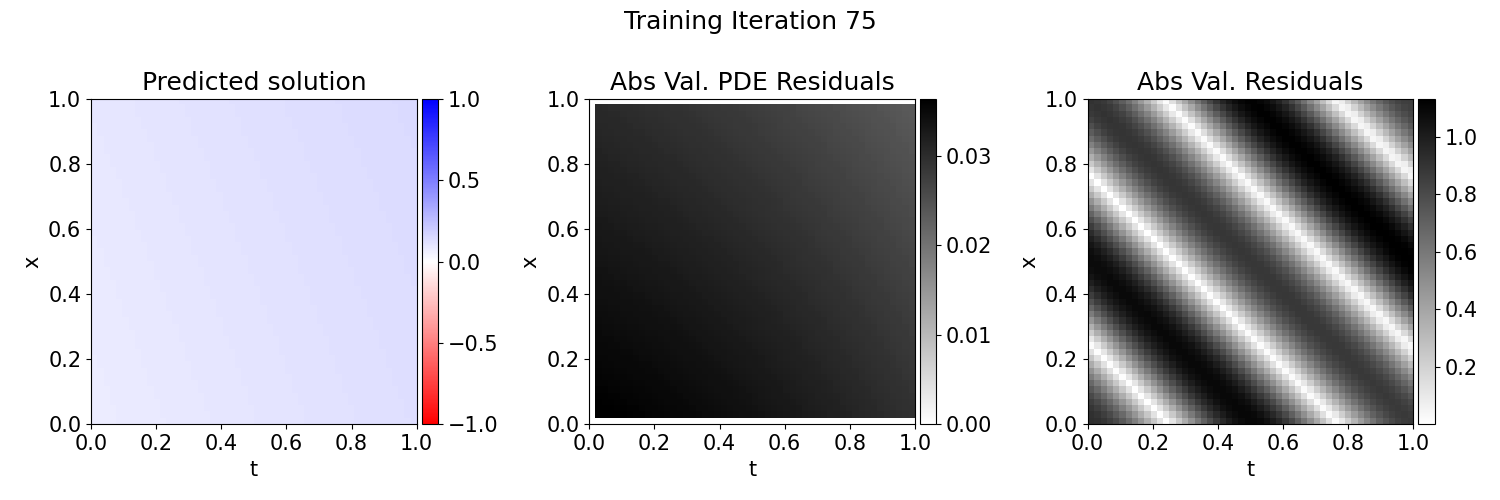 Training Iteration 75
Predicted solution
1.0
0.8
0.6
0.4
0.2
0.0
x
0.0 0.2 0.4 0.6 0.8 1.0
t
1.0
0.5
0.0
−0.5
−1.0
Abs Val. PDE Residuals
1.0
0.8
0.6
0.4
0.2
0.0
x
0.0 0.2 0.4 0.6 0.8 1.0
t
0.03
0.02
0.01
0.00
Abs Val. Residuals
1.0
0.8
0.6
0.4
0.2
0.0
x
0.0 0.2 0.4 0.6 0.8 1.0
t
1.0
0.8
0.6
0.4
0.2